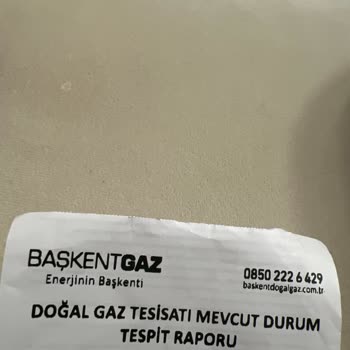 BAŞKENTGAZ
Enerjinin Başkenti
0850 222 6 429
baskentdogalgaz.com.tr
DOĞAL GAZ TESİSATI MEVCUT DURUM
TESPİT RAPORU